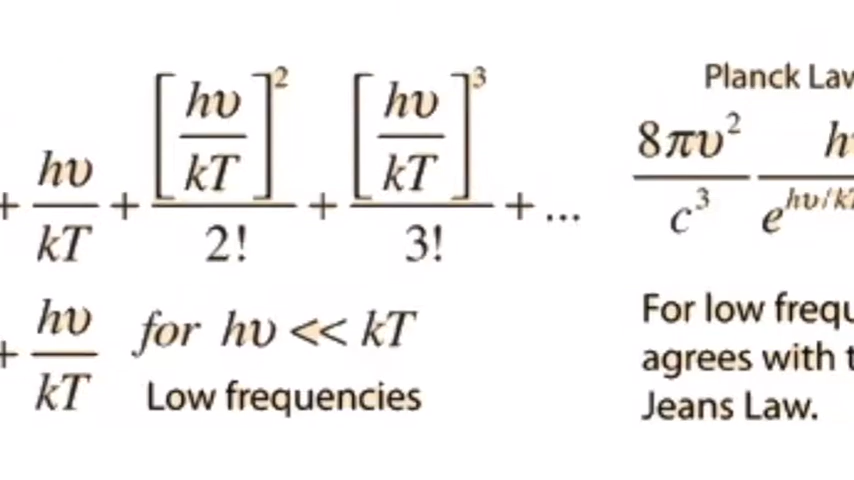 + hυ/kT + [hυ/kT]²/2! + [hυ/kT]³/3! + ...
+ hυ/kT for hυ << kT
Low frequencies
Planck Law
8πυ²/c³ h/e^hυ/k
For low frequ
agrees with t
Jeans Law.